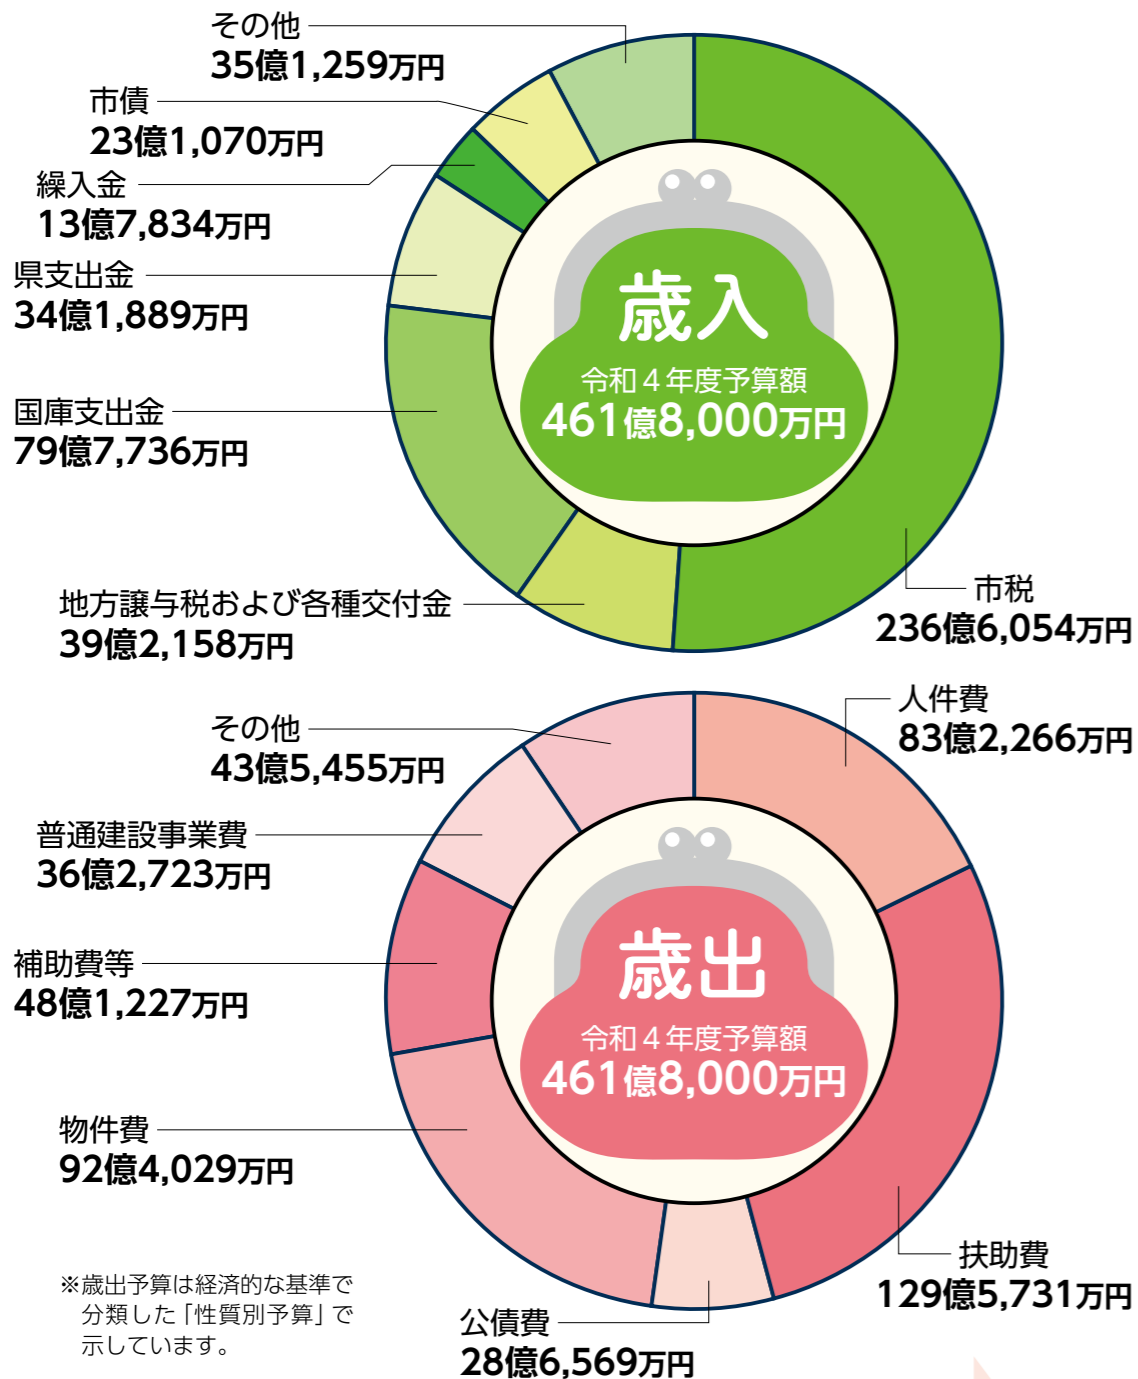 その他
35億1,259万円
市債
23億1,070万円
繰入金
13億7,834万円
県支出金
34億1,889万円
国庫支出金
79億7,736万円
地方譲与税および各種交付金
39億2,158万円
市税
236億6,054万円
歳入
令和４年度予算額
461億8,000万円
その他
43億5,455万円
普通建設事業費
36億2,723万円
補助費等
48億1,227万円
物件費
92億4,029万円
公債費
28億6,569万円
扶助費
129億5,731万円
人件費
83億2,266万円
歳出
令和４年度予算額
461億8,000万円
※歳出予算は経済的な基準で
分類した「性質別予算」で
示しています。